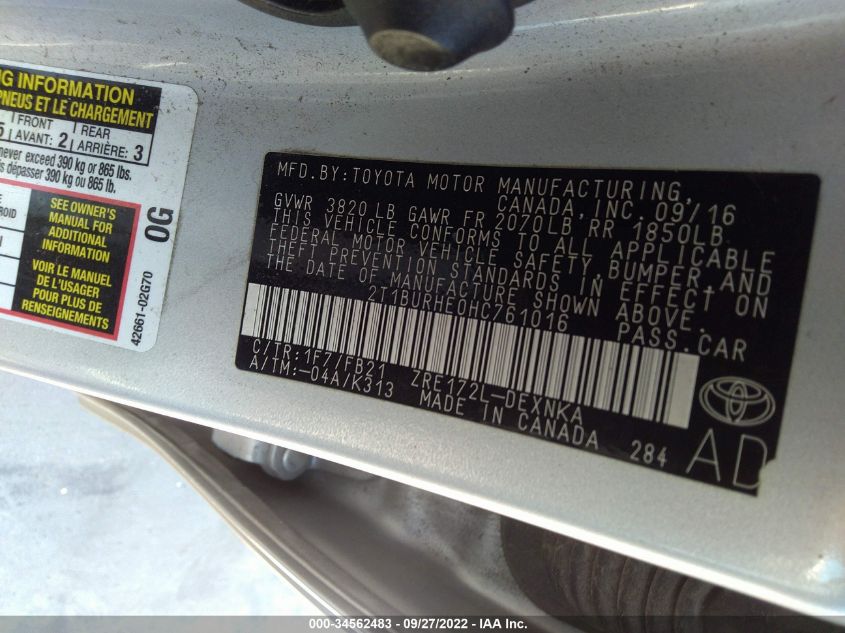 NG INFORMATION
PNEUS ET LE CHARGEMENT
5 FRONT AVANT: 2 REAR ARRIÈRE: 3
never exceed 390 kg or 865 lbs.
dépasser 390 kg ou 865 lb.
SEE OWNER'S
MANUAL FOR
ADDITIONAL
INFORMATION
VOIR LE MANUEL
DE L'USAGER
POUR PLUS DE
RENSEIGNEMENTS
0G
42661-02G70
MFD.BY:TOYOTA MOTOR MANUFACTURING,
CANADA, INC. 09/16
GVWR 3820 LB GAWR FR 2070LB RR 1850LB
THIS VEHICLE CONFORMS TO ALL APPLICABLE
FEDERAL MOTOR VEHICLE SAFETY, BUMPER, AND
THEFT PREVENTION STANDARDS IN EFFECT ON
THE DATE OF MANUFACTURE SHOWN ABOVE.
2T1BURHE0HC761016 PASS.CAR
C/TR:1F7/FB21 ZRE172L-DEXNKA
A/TM:-04A/K313 MADE IN CANADA 284
AD
TOYOTA
000-34562483 - 09/27/2022 - IAA Inc.